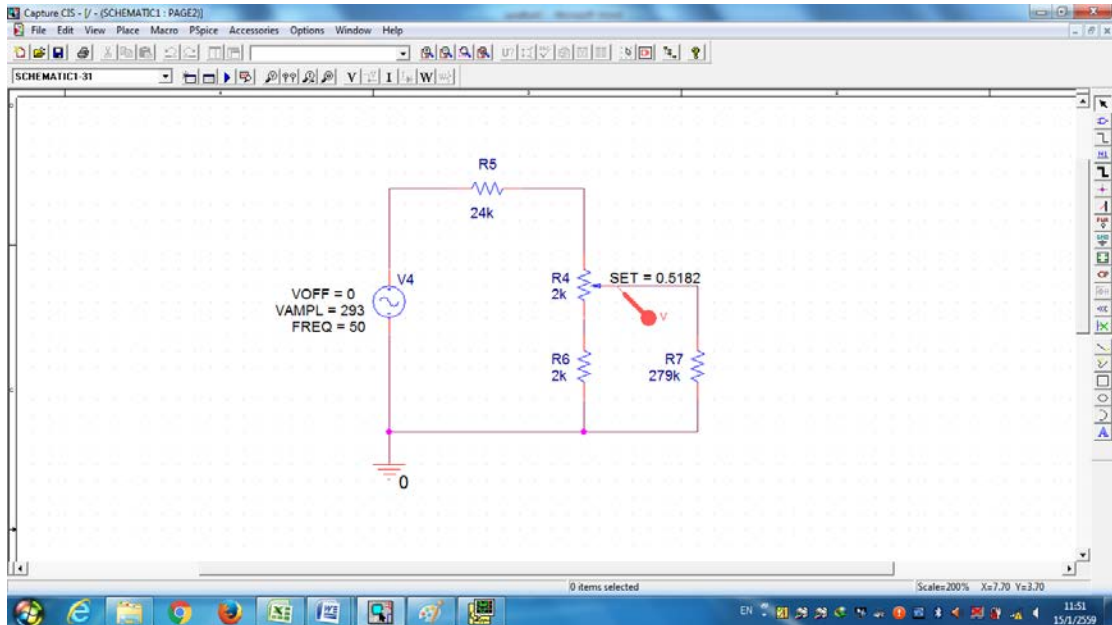 Capture CIS - [/ - (SCHEMATIC1 : PAGE2)]
File Edit View Place Macro PSpice Accessories Options Window Help
SCHEMATIC1-31
V I W
R5
24k
V4
VOFF = 0
VAMPL = 293
FREQ = 50
R4
2k
SET = 0.5182
V
R6
2k
R7
279k
0
0 items selected
Scale=200% X=7.70 Y=3.70
EN
11:51
15/1/2559